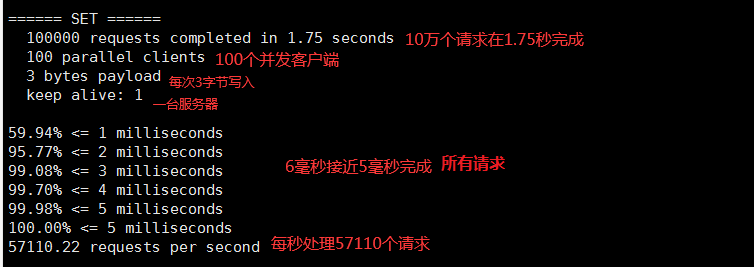 ====== SET ======
100000 requests completed in 1.75 seconds 10万个请求在1.75秒完成
100 parallel clients 100个并发客户端
3 bytes payload 每次3字节写入
keep alive: 1 一台服务器
59.94% <= 1 milliseconds
95.77% <= 2 milliseconds
99.08% <= 3 milliseconds 6毫秒接近5毫秒完成 所有请求
99.70% <= 4 milliseconds
99.98% <= 5 milliseconds
100.00% <= 5 milliseconds
57110.22 requests per second 每秒处理57110个请求